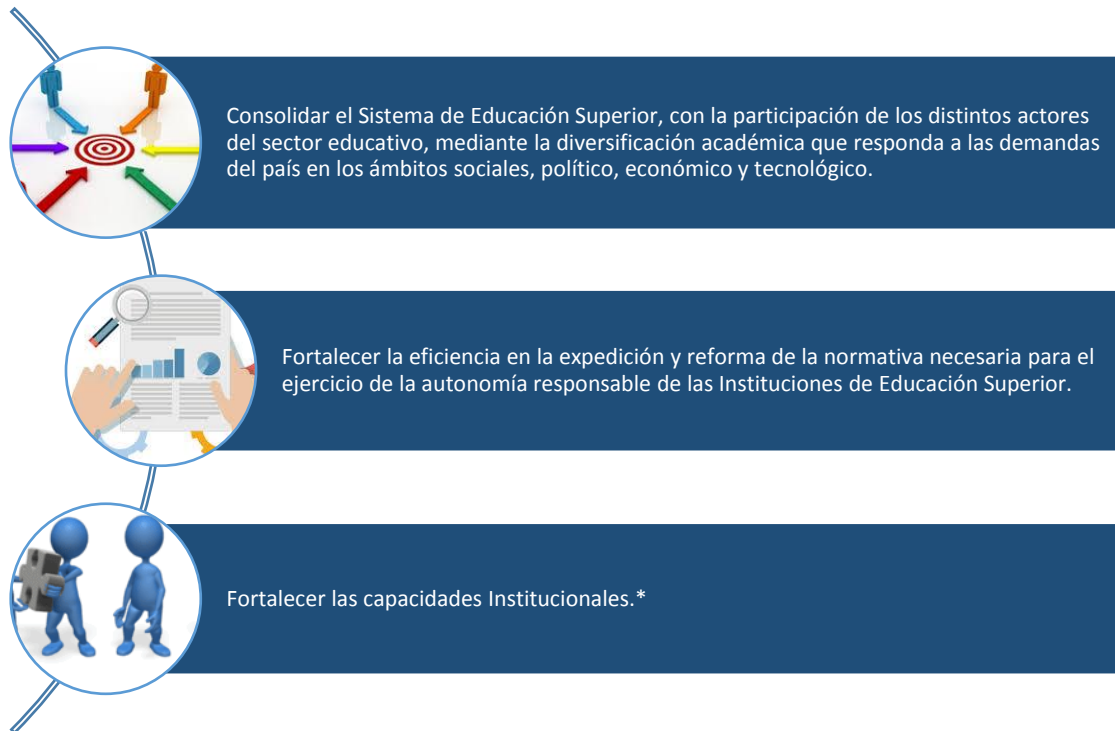 Consolidar el Sistema de Educación Superior, con la participación de los distintos actores
del sector educativo, mediante la diversificación académica que responda a las demandas
del país en los ámbitos sociales, político, económico y tecnológico.
Fortalecer la eficiencia en la expedición y reforma de la normativa necesaria para el
ejercicio de la autonomía responsable de las Instituciones de Educación Superior.
Fortalecer las capacidades Institucionales.*